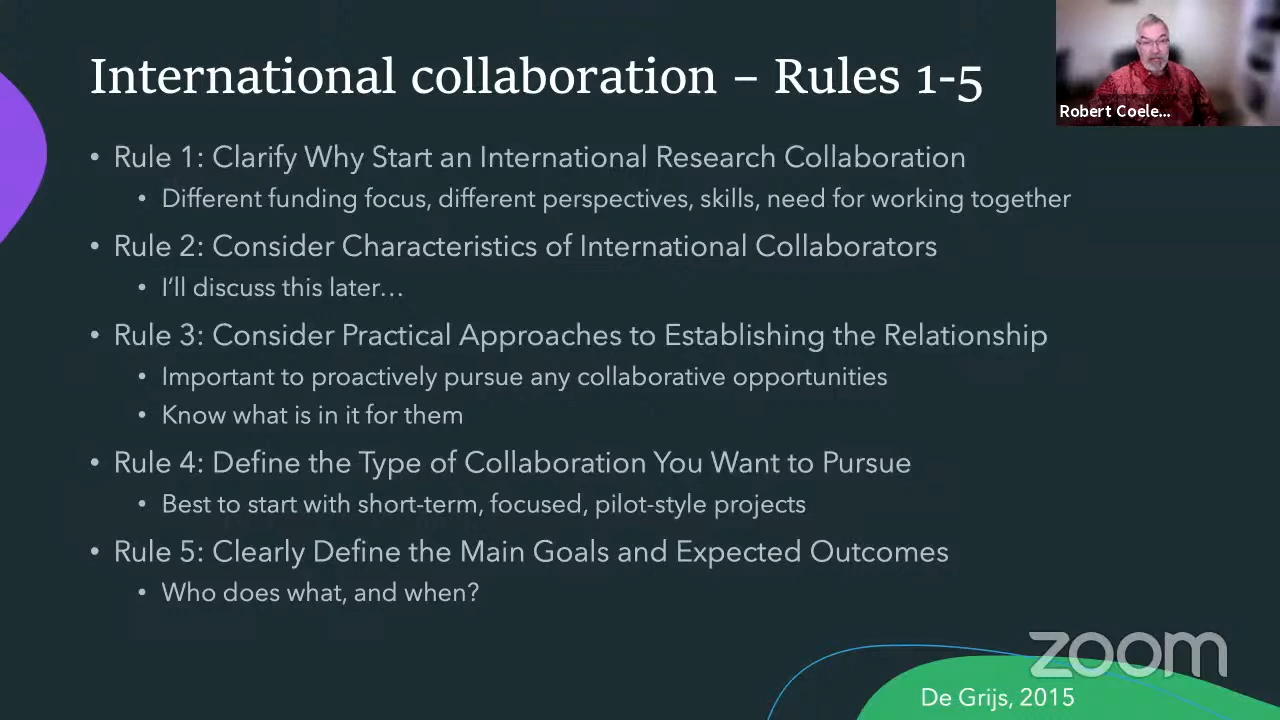 International collaboration – Rules 1-5
Robert Coele...
• Rule 1: Clarify Why Start an International Research Collaboration
• Different funding focus, different perspectives, skills, need for working together
• Rule 2: Consider Characteristics of International Collaborators
• I’ll discuss this later…
• Rule 3: Consider Practical Approaches to Establishing the Relationship
• Important to proactively pursue any collaborative opportunities
• Know what is in it for them
• Rule 4: Define the Type of Collaboration You Want to Pursue
• Best to start with short-term, focused, pilot-style projects
• Rule 5: Clearly Define the Main Goals and Expected Outcomes
• Who does what, and when?
zoom
De Grijs, 2015